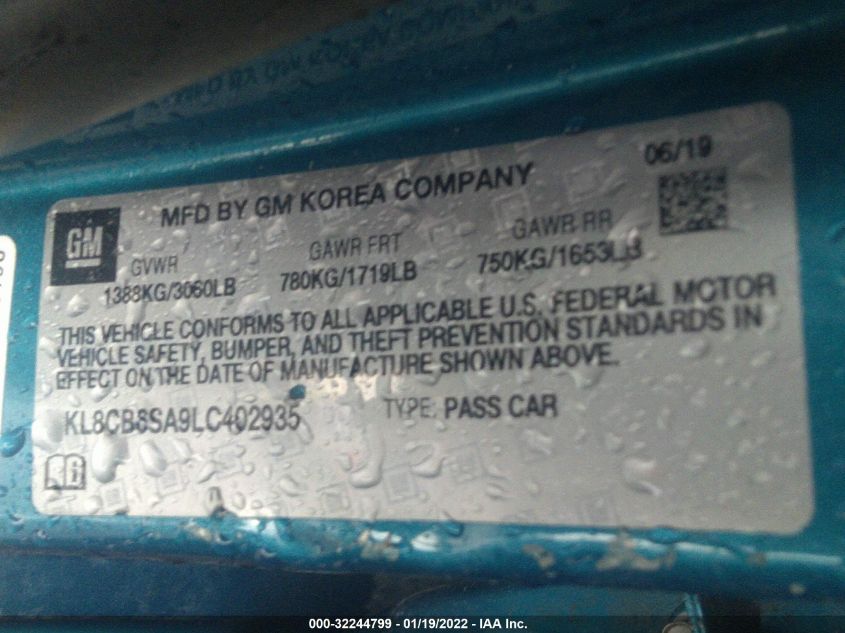 06/19
MFD BY GM KOREA COMPANY
GM
GVWR GAWR FRT GAWR RR
1388KG/3060LB 780KG/1719LB 750KG/1653LB
THIS VEHICLE CONFORMS TO ALL APPLICABLE U.S. FEDERAL MOTOR
VEHICLE SAFETY, BUMPER, AND THEFT PREVENTION STANDARDS IN
EFFECT ON THE DATE OF MANUFACTURE SHOWN ABOVE.
KL8CB6SA9LC402935 TYPE: PASS CAR
000-32244799 - 01/19/2022 - IAA Inc.